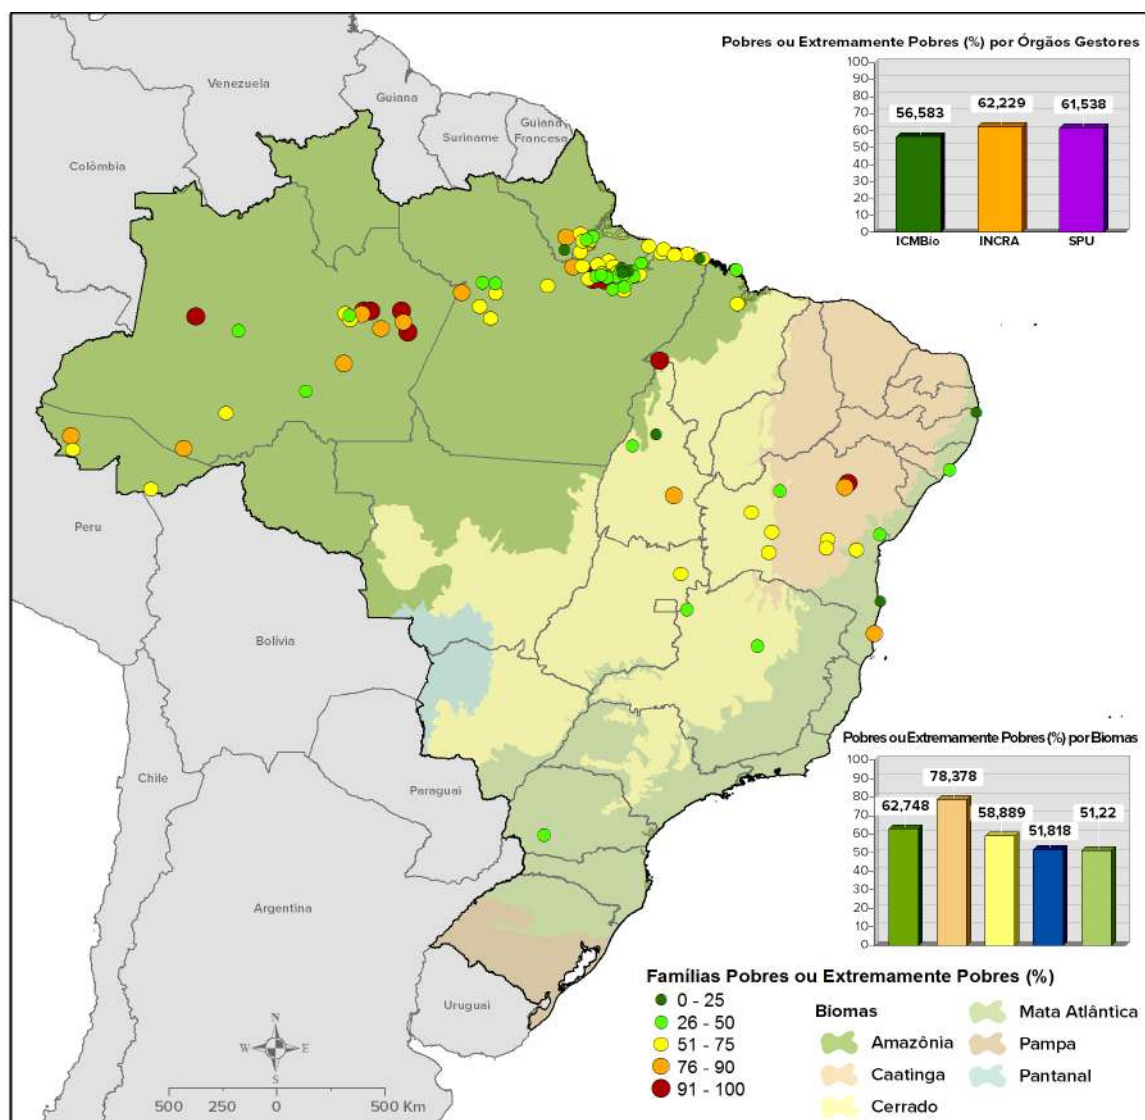 Pobres ou Extremamente Pobres (%) por Órgãos Gestores
100
90
80
70
60
50
40
30
20
10
0
56,583
62,229
61,538
ICMBio
INCRA
SPU
Venezuela
Guiana
Suriname
Guiana
Francesa
Colômbia
Peru
Bolívia
Chile
Paraguai
Argentina
Uruguai
Pobres ou Extremamente Pobres (%) por Biomas
100
90
80
70
60
50
40
30
20
10
0
62,748
78,378
58,889
51,818
51,22
N
W
E
S
500
250
0
500 Km
Famílias Pobres ou Extremamente Pobres (%)
0 - 25
26 - 50
51 - 75
76 - 90
91 - 100
Biomas
Amazônia
Caatinga
Cerrado
Mata Atlântica
Pampa
Pantanal